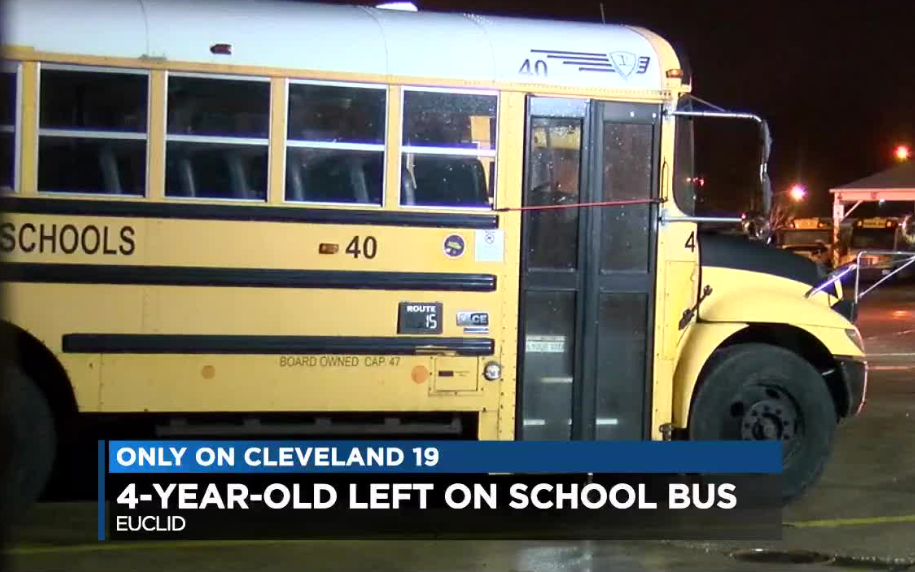 40
SCHOOLS
40
4
ROUTE
15
CE
BOARD OWNED CAP. 47
ONLY ON CLEVELAND 19
4-YEAR-OLD LEFT ON SCHOOL BUS
EUCLID